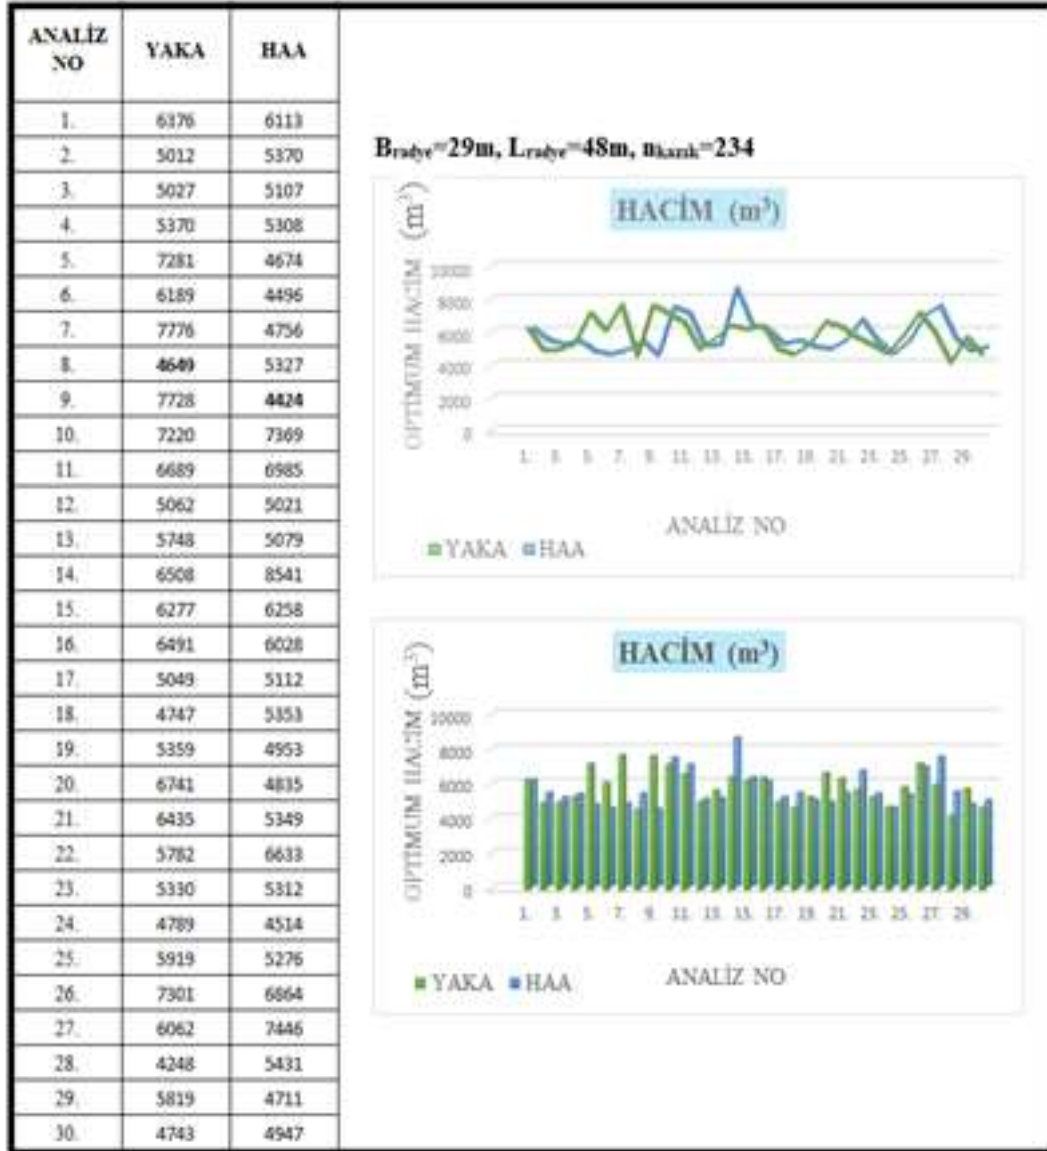 ANALİZ NO YAKA HAA
1. 6376 6113
2. 5012 5370
3. 5027 5107
4. 5370 5308
5. 7281 4674
6. 6189 4496
7. 7776 4756
8. 4649 5327
9. 7728 4424
10. 7220 7369
11. 6689 6985
12. 5062 5021
13. 5748 5079
14. 6508 8541
15. 6277 6258
16. 6491 6028
17. 5049 5112
18. 4747 5353
19. 5359 4953
20. 6741 4835
21. 6435 5349
22. 5782 6633
23. 5330 5312
24. 4789 4514
25. 5919 5276
26. 7301 6864
27. 6062 7446
28. 4248 5431
29. 5819 4711
30. 4743 4947
Bradye=29m, Lradye=48m, nkazık=234
HACİM (m³)
OPTİMUM HACİM (m³)
10000
8000
6000
4000
2000
0
1. 3. 5. 7. 9. 11. 13. 15. 17. 19. 21. 23. 25. 27. 29.
ANALİZ NO
YAKA HAA
HACİM (m³)
OPTİMUM HACİM (m³)
10000
8000
6000
4000
2000
0
1. 3. 5. 7. 9. 11. 13. 15. 17. 19. 21. 23. 25. 27. 29.
ANALİZ NO
YAKA HAA